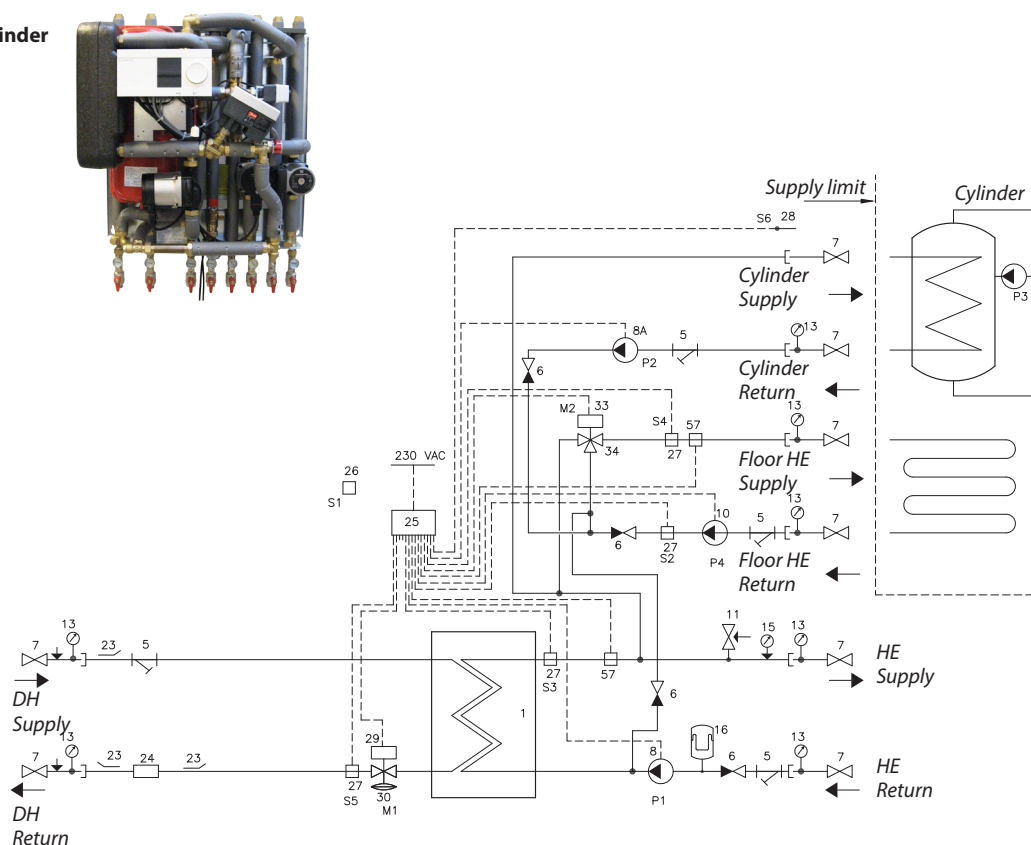 inder
Supply limit
Cylinder
S6 28
7
Cylinder
Supply
P3
13
8A
5
7
P2
6
Cylinder
Return
M2 33
S4 57
13
7
34
27
Floor HE
Supply
230 VAC
26
S1
25
13
10
5
7
6
27
S2
P4
Floor HE
Return
11
15
13
7
13
23
5
7
27
S3
57
HE
Supply
DH
Supply
1
6
16
13
7
23
24
23
29
8
6
5
13
7
27
S5
30
M1
P1
HE
Return
DH
Return